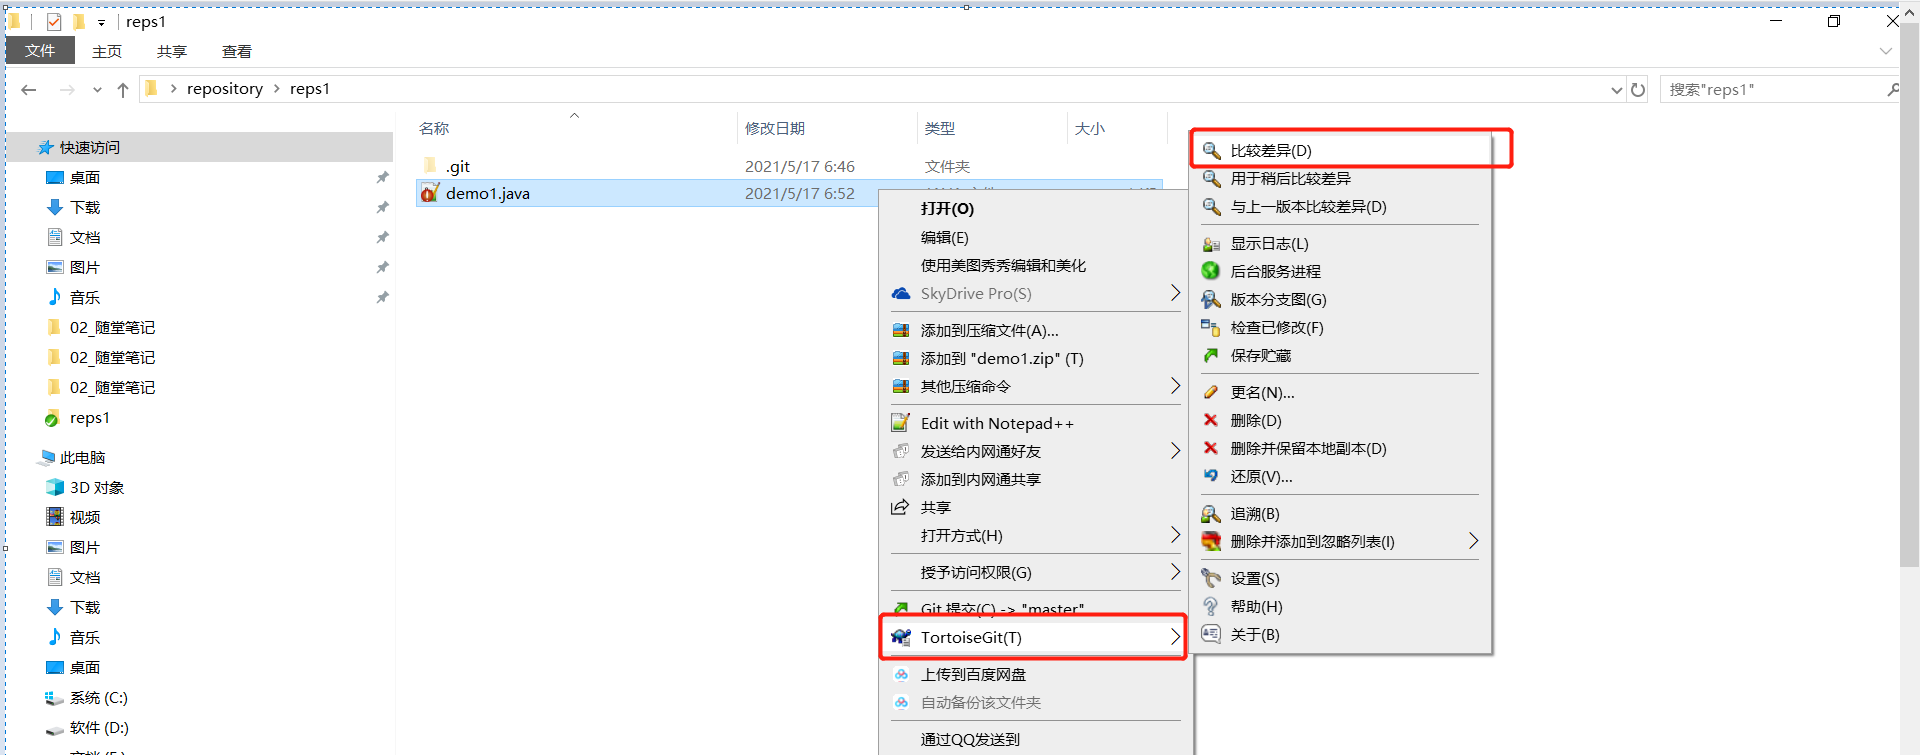 reps1
文件 主页 共享 查看
repository reps1
搜索"reps1"
名称 修改日期 类型 大小
快速访问
桌面
下载
文档
图片
音乐
02_随堂笔记
02_随堂笔记
02_随堂笔记
reps1
此电脑
3D 对象
视频
图片
文档
下载
音乐
桌面
系统 (C:)
软件 (D:)
.git 2021/5/17 6:46 文件夹
demo1.java 2021/5/17 6:52
打开(O)
编辑(E)
使用美图秀秀编辑和美化
SkyDrive Pro(S)
添加到压缩文件(A)...
添加到 "demo1.zip" (T)
其他压缩命令
Edit with Notepad++
发送给内网通好友
添加到内网通共享
共享
打开方式(H)
授予访问权限(G)
Git 提交(C) -> "master"
TortoiseGit(T)
上传到百度网盘
自动备份该文件夹
通过QQ发送到
比较差异(D)
用于稍后比较差异
与上一版本比较差异(D)
显示日志(L)
后台服务进程
版本分支图(G)
检查已修改(F)
保存贮藏
更名(N)...
删除(D)
删除并保留本地副本(D)
还原(V)...
追溯(B)
删除并添加到忽略列表(I)
设置(S)
帮助(H)
关于(B)